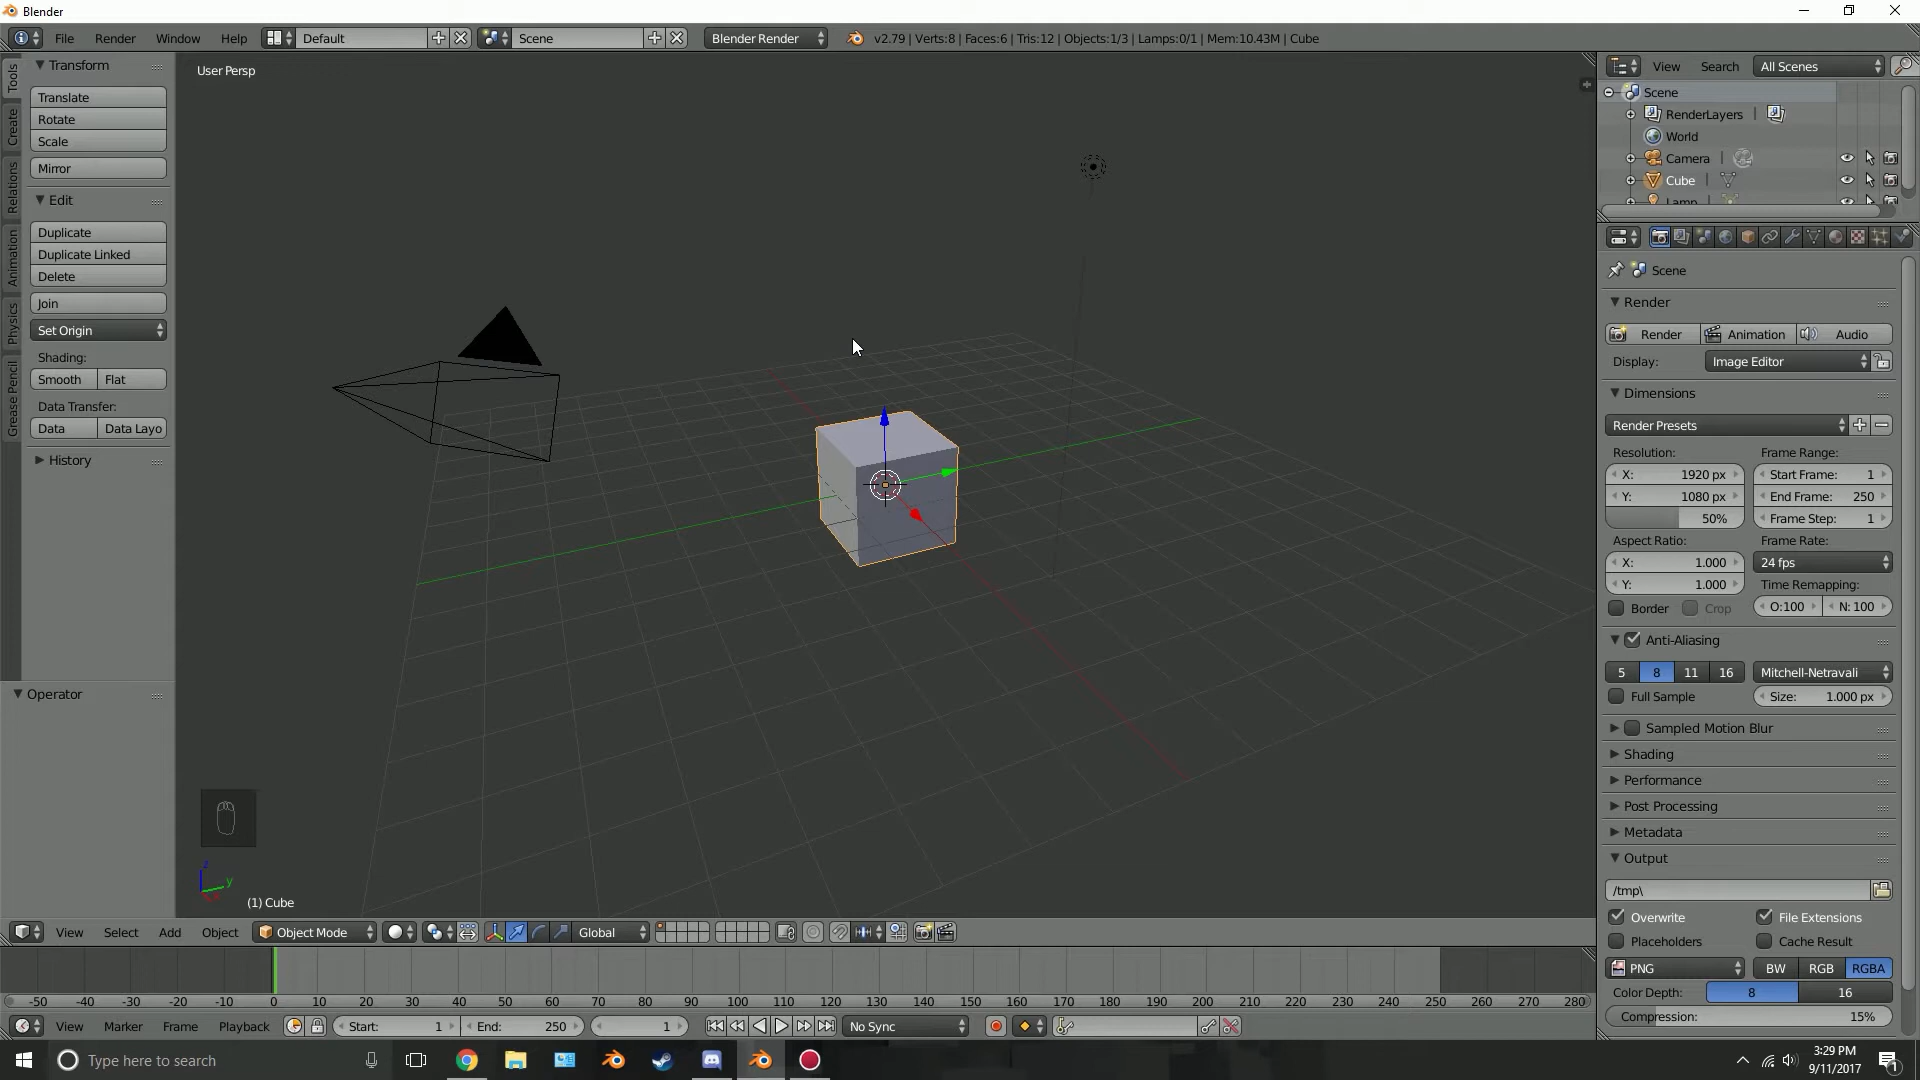 Blender
File Render Window Help Default Scene Blender Render v2.79 | Verts:8 | Faces:6 | Tris:12 | Objects:1/3 | Lamps:0/1 | Mem:10.43M | Cube
Tools
Create
Relations
Animation
Physics
Grease Pencil
Transform
Translate
Rotate
Scale
Mirror
Edit
Duplicate
Duplicate Linked
Delete
Join
Set Origin
Shading:
Smooth Flat
Data Transfer:
Data Data Layo
History
Operator
User Persp
z
y
(1) Cube
View Search All Scenes
Scene
RenderLayers |
World
Camera |
Cube |
Lamp |
Scene
Render
Render Animation Audio
Display: Image Editor
Dimensions
Render Presets
Resolution: Frame Range:
X: 1920 px Start Frame: 1
Y: 1080 px End Frame: 250
50% Frame Step: 1
Aspect Ratio: Frame Rate:
X: 1.000 24 fps
Y: 1.000 Time Remapping:
Border Crop O:100 N: 100
Anti-Aliasing
5 8 11 16 Mitchell-Netravali
Full Sample Size: 1.000 px
Sampled Motion Blur
Shading
Performance
Post Processing
Metadata
Output
/tmp\
Overwrite File Extensions
Placeholders Cache Result
PNG BW RGB RGBA
Color Depth: 8 16
Compression: 15%
View Select Add Object Object Mode Global
-50 -40 -30 -20 -10 0 10 20 30 40 50 60 70 80 90 100 110 120 130 140 150 160 170 180 190 200 210 220 230 240 250 260 270 280
View Marker Frame Playback Start: 1 End: 250 1 No Sync
Type here to search
3:29 PM
9/11/2017
1